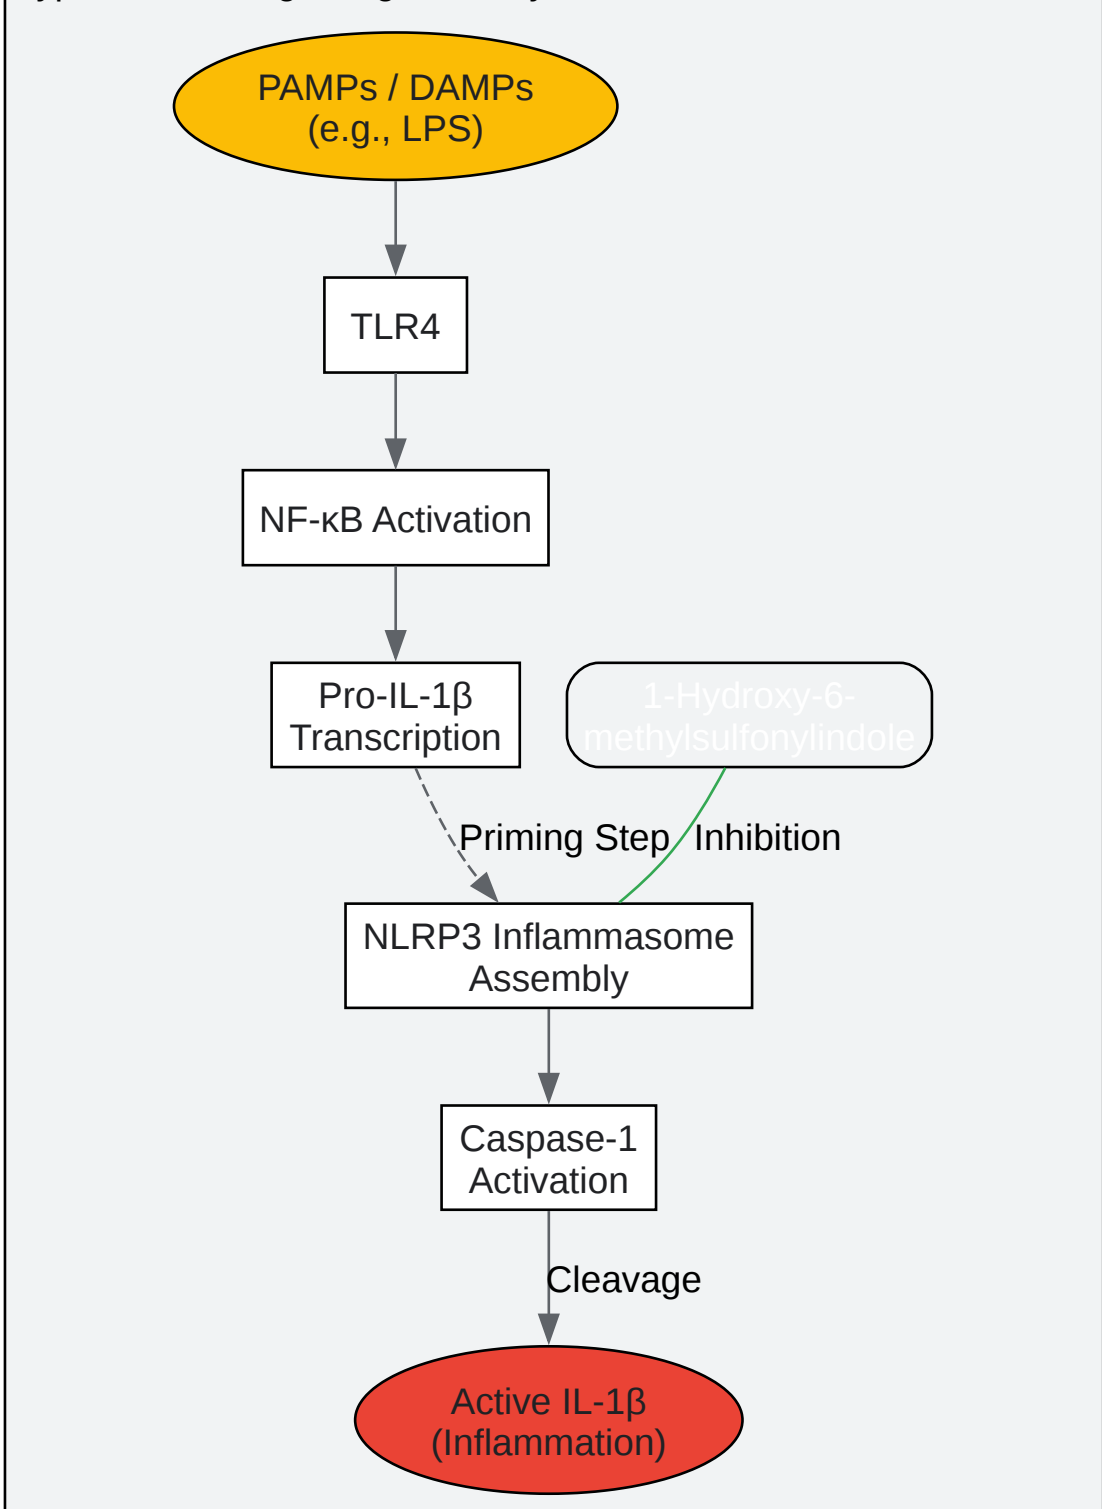 PAMPs / DAMPs
(e.g., LPS)
TLR4
NF-κB Activation
Pro-IL-1β
Transcription
1-Hydroxy-6-
methylsulfonylindole
Priming Step
Inhibition
NLRP3 Inflammasome
Assembly
Caspase-1
Activation
Cleavage
Active IL-1β
(Inflammation)